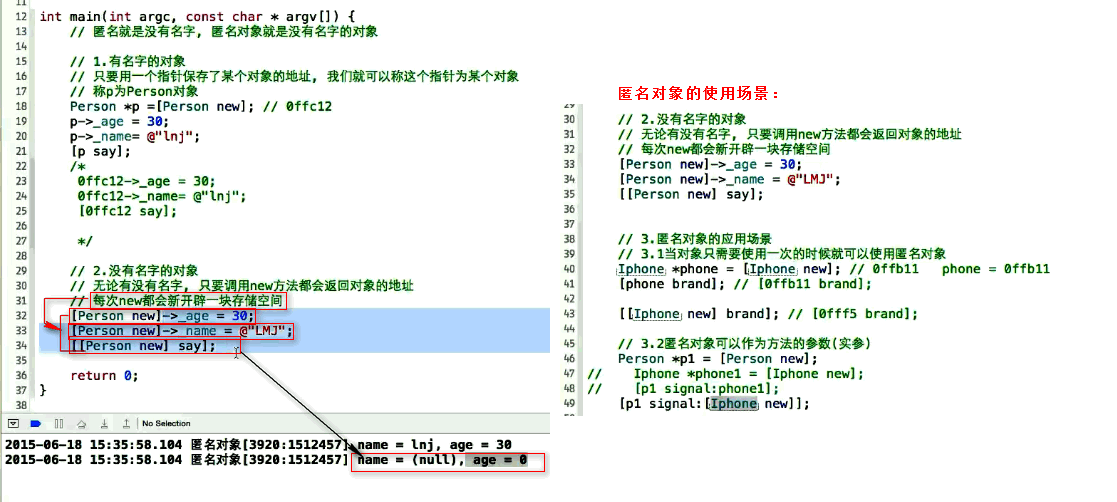 11
12 int main(int argc, const char * argv[]) {
13 // 匿名就是没有名字, 匿名对象就是没有名字的对象
14
15 // 1.有名字的对象
16 // 只要用一个指针保存了某个对象的地址, 我们就可以称这个指针为某个对象
17 // 称p为Person对象
18 Person *p =[Person new]; // 0ffc12
19 p->_age = 30;
20 p->_name= @"lnj";
21 [p say];
22 /*
23 0ffc12->_age = 30;
24 0ffc12->_name= @"lnj";
25 [0ffc12 say];
26
27 */
28
29 // 2.没有名字的对象
30 // 无论有没有名字, 只要调用new方法都会返回对象的地址
31 // 每次new都会新开辟一块存储空间
32 [Person new]->_age = 30;
33 [Person new]->_name = @"LMJ";
34 [[Person new] say];
35
36 return 0;
37 }
38
No Selection
2015-06-18 15:35:58.104 匿名对象[3920:1512457] name = lnj, age = 30
2015-06-18 15:35:58.104 匿名对象[3920:1512457] name = (null), age = 0
匿名对象的使用场景：
29
30 // 2.没有名字的对象
31 // 无论有没有名字, 只要调用new方法都会返回对象的地址
32 // 每次new都会新开辟一块存储空间
33 [Person new]->_age = 30;
34 [Person new]->_name = @"LMJ";
35 [[Person new] say];
36
37
38 // 3.匿名对象的应用场景
39 // 3.1当对象只需要使用一次的时候就可以使用匿名对象
40 Iphone *phone = [Iphone new]; // 0ffb11 phone = 0ffb11
41 [phone brand]; // [0ffb11 brand];
42
43 [[Iphone new] brand]; // [0fff5 brand];
44
45 // 3.2匿名对象可以作为方法的参数(实参)
46 Person *p1 = [Person new];
47 // Iphone *phone1 = [Iphone new];
48 // [p1 signal:phone1];
49 [p1 signal:[Iphone new]];